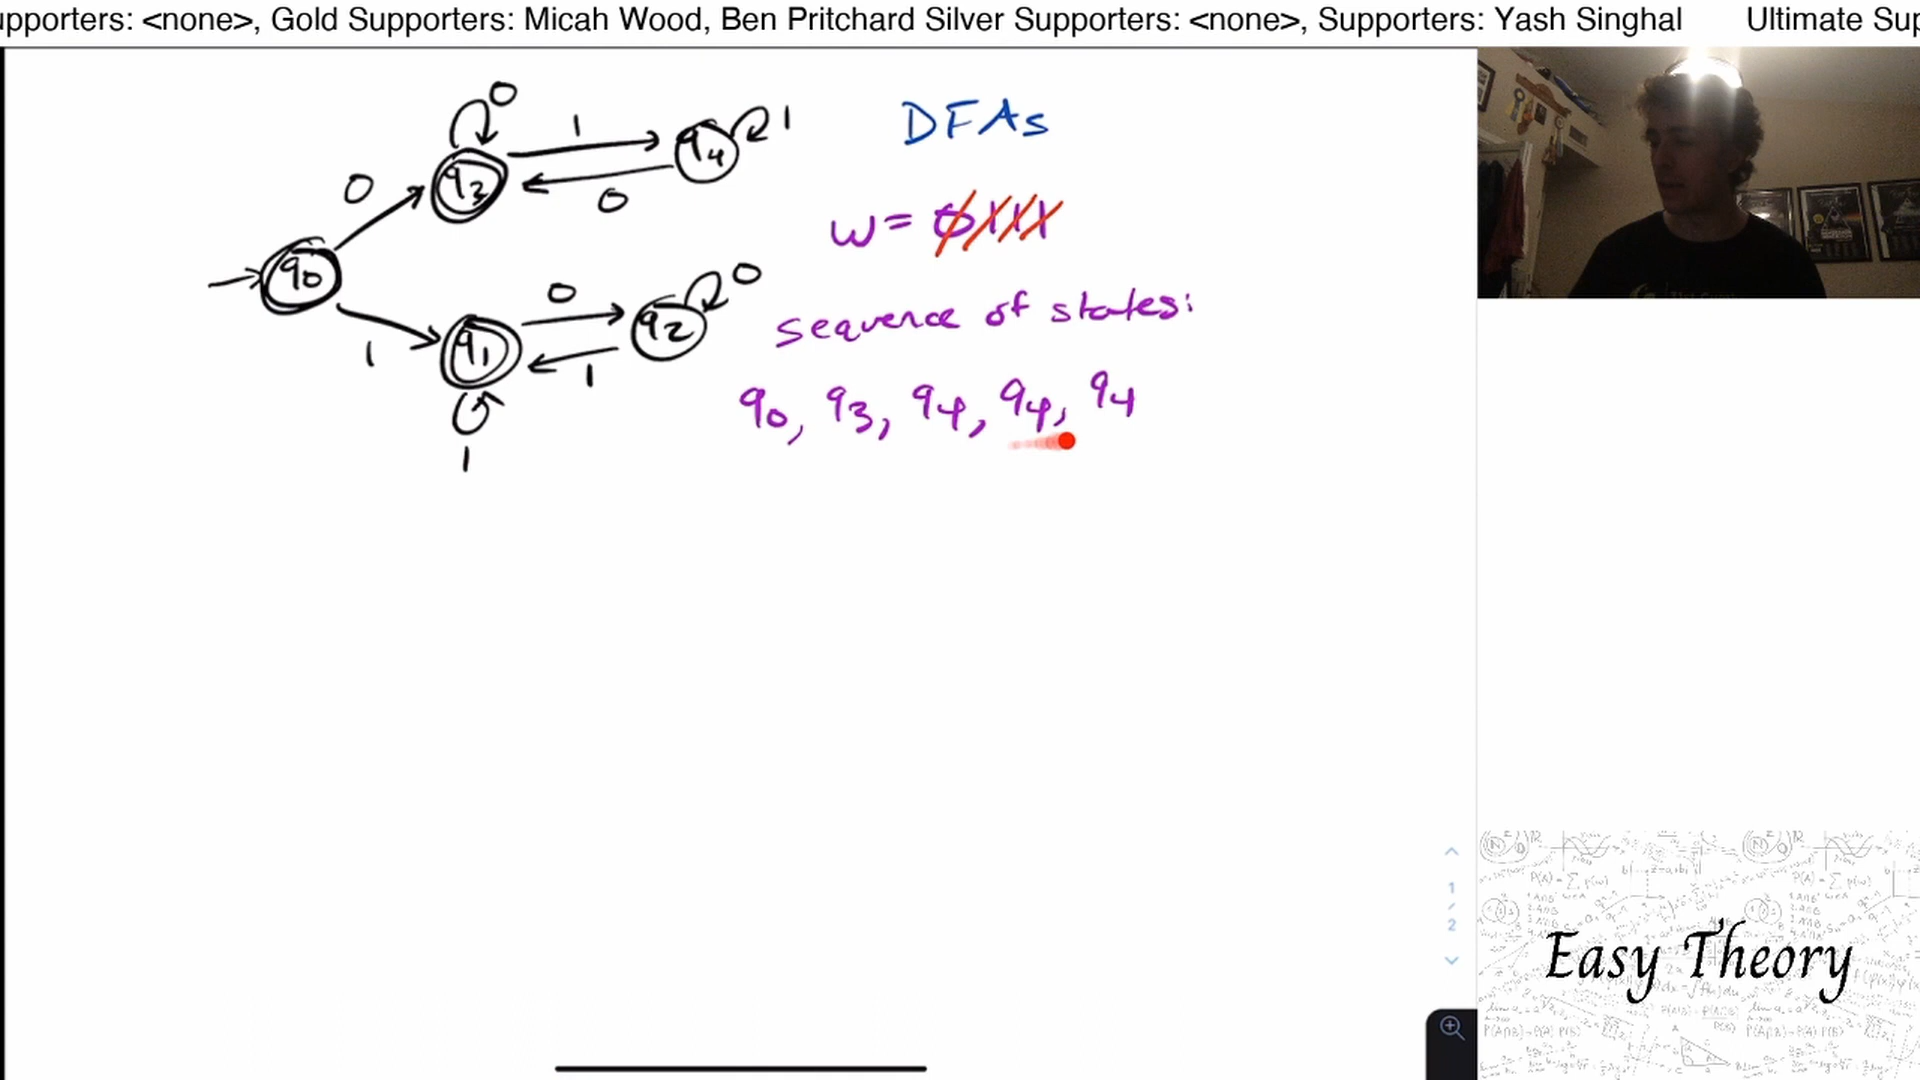 upporters: <none>, Gold Supporters: Micah Wood, Ben Pritchard Silver Supporters: <none>, Supporters: Yash Singhal Ultimate Sup
0
1
q4
1
DFAs
0
q3
0
w = 0111
q0
0
q2
0
sequence of states:
1
q1
1
q0, q3, q4, q4, q4
1
1
2
Easy Theory